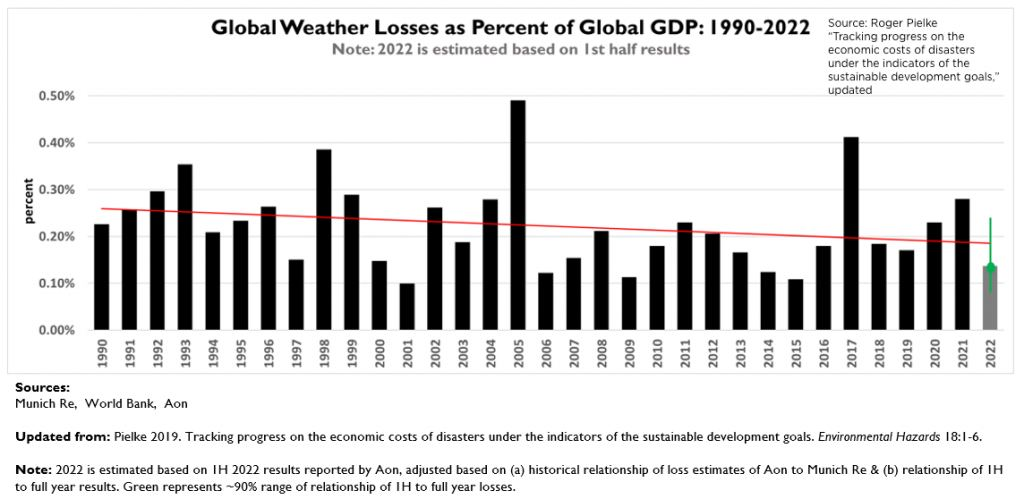 Global Weather Losses as Percent of Global GDP: 1990-2022
Note: 2022 is estimated based on 1st half results
Source: Roger Pielke
“Tracking progress on the
economic costs of disasters
under the indicators of the
sustainable development goals,”
updated
percent
0.50%
0.40%
0.30%
0.20%
0.10%
0.00%
1990 1991 1992 1993 1994 1995 1996 1997 1998 1999 2000 2001 2002 2003 2004 2005 2006 2007 2008 2009 2010 2011 2012 2013 2014 2015 2016 2017 2018 2019 2020 2021 2022
Sources:
Munich Re, World Bank, Aon
Updated from: Pielke 2019. Tracking progress on the economic costs of disasters under the indicators of the sustainable development goals. Environmental Hazards 18:1-6.
Note: 2022 is estimated based on 1H 2022 results reported by Aon, adjusted based on (a) historical relationship of loss estimates of Aon to Munich Re & (b) relationship of 1H
to full year results. Green represents ~90% range of relationship of 1H to full year losses.